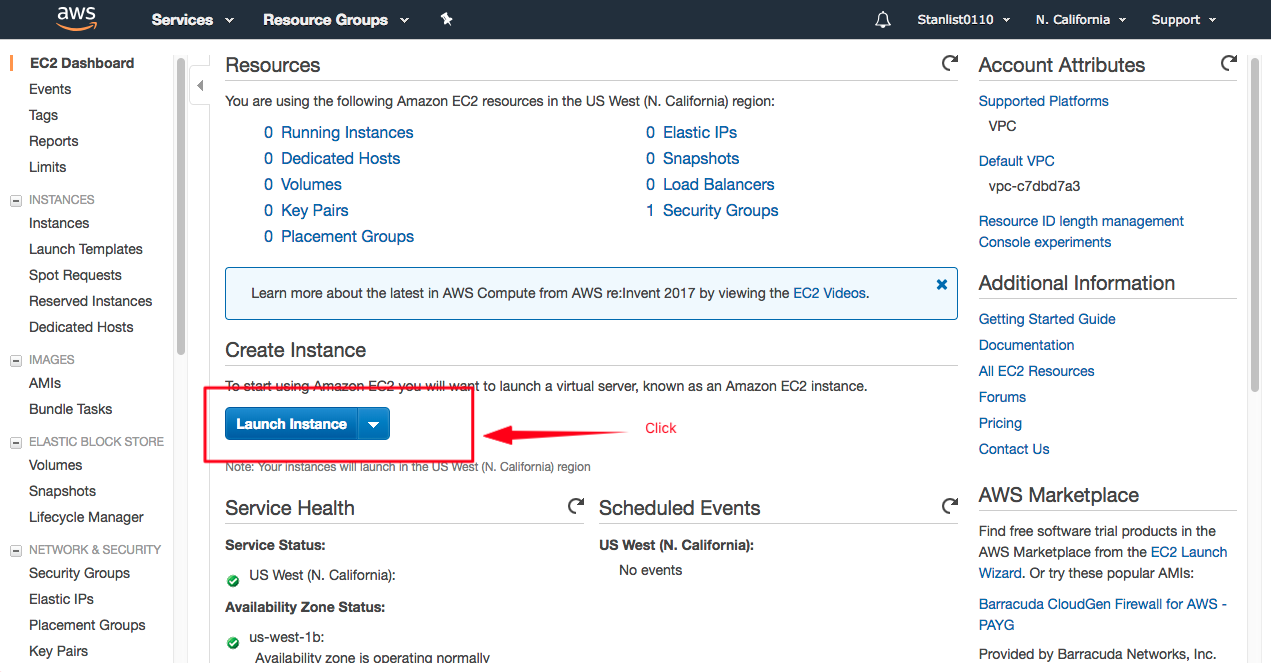 aws
Services
Resource Groups
Stanlist0110
N. California
Support
EC2 Dashboard
Events
Tags
Reports
Limits
INSTANCES
Instances
Launch Templates
Spot Requests
Reserved Instances
Dedicated Hosts
IMAGES
AMIs
Bundle Tasks
ELASTIC BLOCK STORE
Volumes
Snapshots
Lifecycle Manager
NETWORK & SECURITY
Security Groups
Elastic IPs
Placement Groups
Key Pairs
Resources
You are using the following Amazon EC2 resources in the US West (N. California) region:
0 Running Instances
0 Dedicated Hosts
0 Volumes
0 Key Pairs
0 Placement Groups
0 Elastic IPs
0 Snapshots
0 Load Balancers
1 Security Groups
Learn more about the latest in AWS Compute from AWS re:Invent 2017 by viewing the EC2 Videos.
Create Instance
To start using Amazon EC2 you will want to launch a virtual server, known as an Amazon EC2 instance.
Launch Instance
Click
Note: Your instances will launch in the US West (N. California) region
Service Health
Service Status:
US West (N. California):
Availability Zone Status:
us-west-1b:
Availability zone is operating normally
Scheduled Events
US West (N. California):
No events
Account Attributes
Supported Platforms
VPC
Default VPC
vpc-c7dbd7a3
Resource ID length management
Console experiments
Additional Information
Getting Started Guide
Documentation
All EC2 Resources
Forums
Pricing
Contact Us
AWS Marketplace
Find free software trial products in the
AWS Marketplace from the EC2 Launch
Wizard. Or try these popular AMIs:
Barracuda CloudGen Firewall for AWS -
PAYG
Provided by Barracuda Networks, Inc.